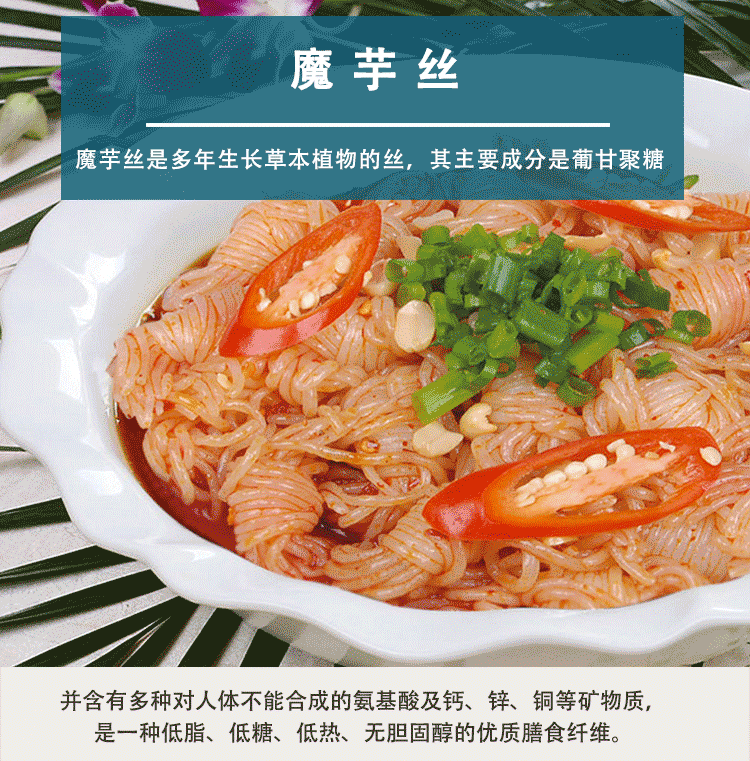 魔芋丝
魔芋丝是多年生长草本植物的丝，其主要成分是葡甘聚糖
并含有多种对人体不能合成的氨基酸及钙、锌、铜等矿物质，
是一种低脂、低糖、低热、无胆固醇的优质膳食纤维。